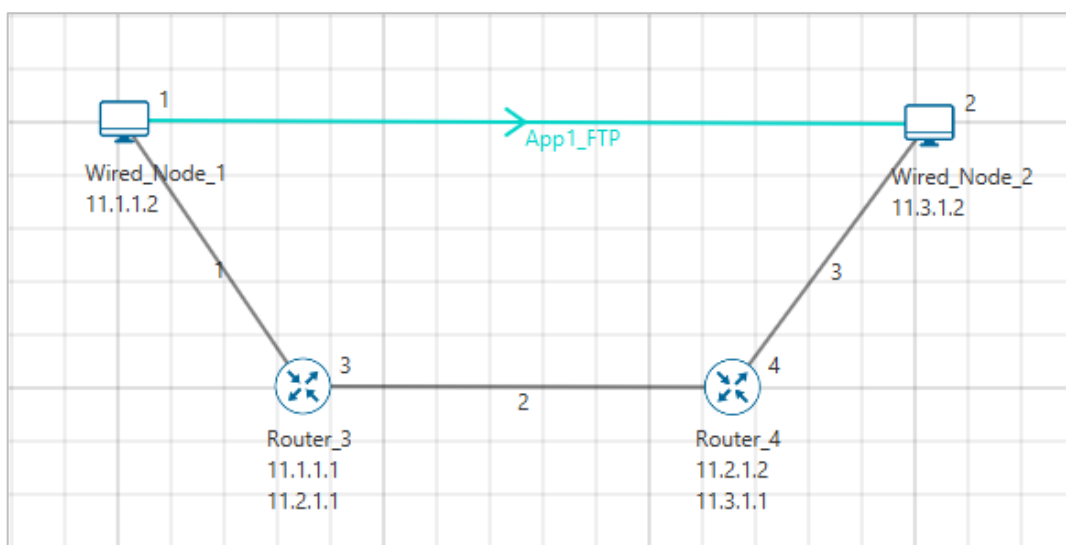 1
2
App1_FTP
Wired_Node_1
11.1.1.2
Wired_Node_2
11.3.1.2
1
3
3
4
2
Router_3
11.1.1.1
11.2.1.1
Router_4
11.2.1.2
11.3.1.1